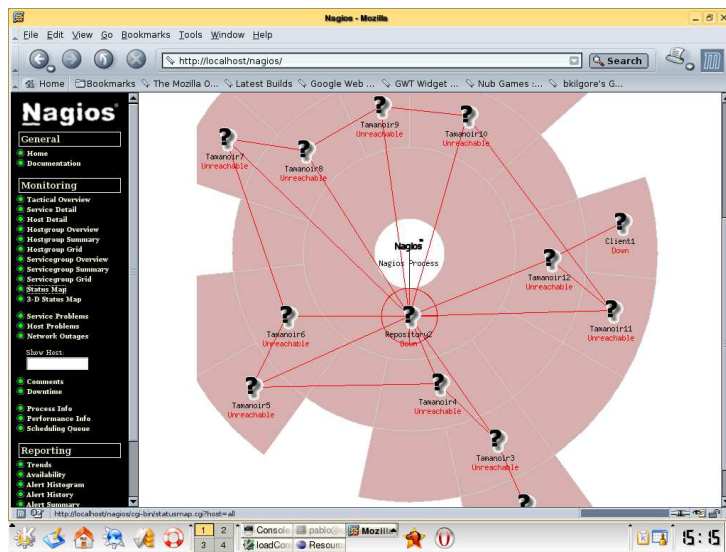 Nagios - Mozilla
File Edit View Go Bookmarks Tools Window Help
http://localhost/nagios/
Search
Home Bookmarks The Mozilla O... Latest Builds Google Web ... GWT Widget ... Nub Games :... bkilgore's G...
Nagios®
General
Home
Documentation
Monitoring
Tactical Overview
Service Detail
Host Detail
Hostgroup Overview
Hostgroup Summary
Hostgroup Grid
Servicegroup Overview
Servicegroup Summary
Servicegroup Grid
Status Map
3-D Status Map
Service Problems
Host Problems
Network Outages
Show Host:
Comments
Downtime
Process Info
Performance Info
Scheduling Queue
Reporting
Trends
Availability
Alert Histogram
Alert History
Alert Summary
Tamanoir9
Unreachable
Tamanoir10
Unreachable
Tamanoir7
Unreachable
Tamanoir8
Unreachable
Client1
Down
Nagios
Nagios Process
Tamanoir12
Unreachable
Tamanoir6
Unreachable
Repository2
Down
Tamanoir11
Unreachable
Tamanoir5
Unreachable
Tamanoir4
Unreachable
Tamanoir3
Unreachable
http://localhost/nagios/cgi-bin/statusmap.cgi?host=all
1 2
3 4
Console
pablo@
Mozilla
loadCon
Resourc
15:15